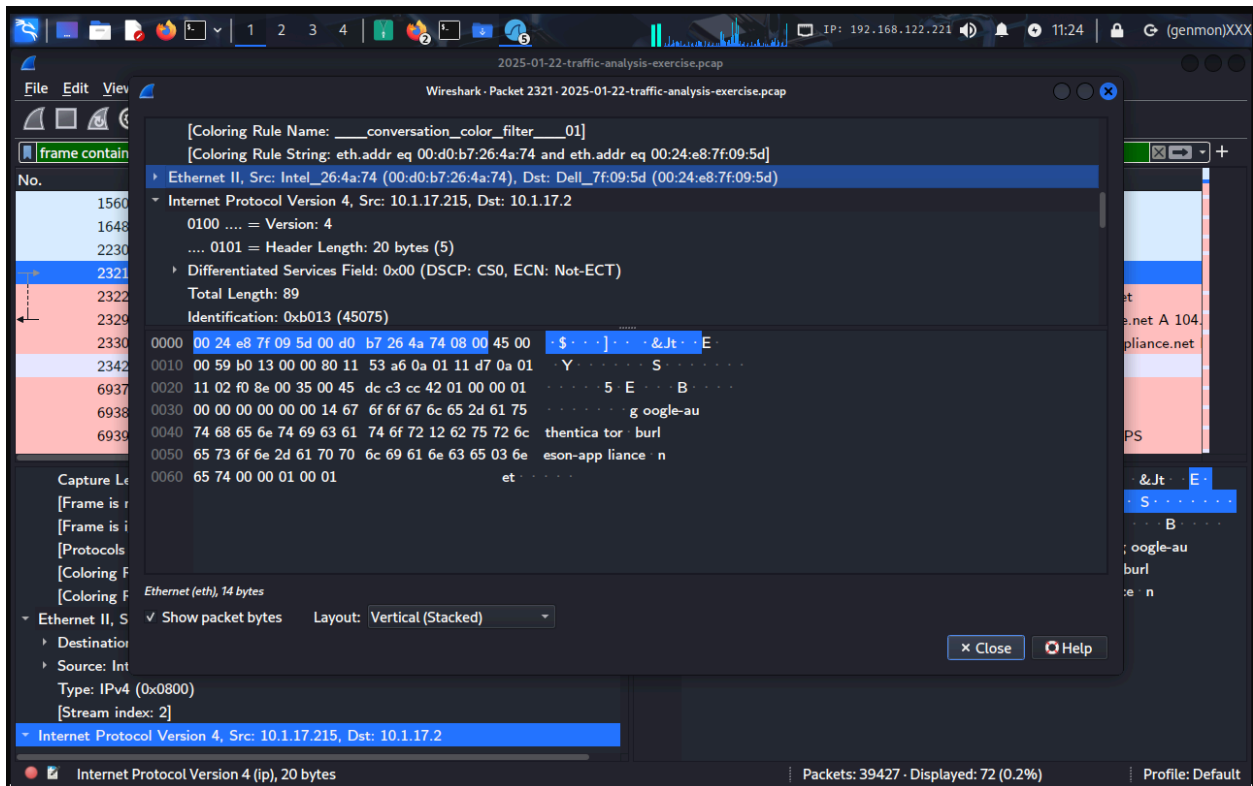 1 2 3 4 2 5 IP: 192.168.122.221 11:24 (genmon)XXX
2025-01-22-traffic-analysis-exercise.pcap
File Edit View
Wireshark · Packet 2321 · 2025-01-22-traffic-analysis-exercise.pcap
frame contain
+
No.
1560
1648
2230
2321
2322
2329
2330
2342
6937
6938
6939
[Coloring Rule Name: ____conversation_color_filter____01]
[Coloring Rule String: eth.addr eq 00:d0:b7:26:4a:74 and eth.addr eq 00:24:e8:7f:09:5d]
Ethernet II, Src: Intel_26:4a:74 (00:d0:b7:26:4a:74), Dst: Dell_7f:09:5d (00:24:e8:7f:09:5d)
Internet Protocol Version 4, Src: 10.1.17.215, Dst: 10.1.17.2
0100 .... = Version: 4
.... 0101 = Header Length: 20 bytes (5)
Differentiated Services Field: 0x00 (DSCP: CS0, ECN: Not-ECT)
Total Length: 89
Identification: 0xb013 (45075)
0000 00 24 e8 7f 09 5d 00 d0 b7 26 4a 74 08 00 45 00 ·$···]·· ·&Jt··E·
0010 00 59 b0 13 00 00 80 11 53 a6 0a 01 11 d7 0a 01 ·Y······ S·······
0020 11 02 f0 8e 00 35 00 45 dc c3 cc 42 01 00 00 01 ·····5·E ···B····
0030 00 00 00 00 00 00 14 67 6f 6f 67 6c 65 2d 61 75 ·······g oogle-au
0040 74 68 65 6e 74 69 63 61 74 6f 72 12 62 75 72 6c thentica tor·burl
0050 65 73 6f 6e 2d 61 70 70 6c 69 61 6e 63 65 03 6e eson-app liance·n
0060 65 74 00 00 01 00 01 et·····
et
e.net A 104.
pliance.net
PS
Ethernet (eth), 14 bytes
Show packet bytes Layout: Vertical (Stacked)
Close Help
Capture Le
[Frame is
[Frame is i
[Protocols
[Coloring
[Coloring
Ethernet II, S
Destination
Source: Int
Type: IPv4 (0x0800)
[Stream index: 2]
Internet Protocol Version 4, Src: 10.1.17.215, Dst: 10.1.17.2
·&Jt··E·
·S·······
···B····
oogle-au
burl
e·n
Internet Protocol Version 4 (ip), 20 bytes Packets: 39427 · Displayed: 72 (0.2%) Profile: Default